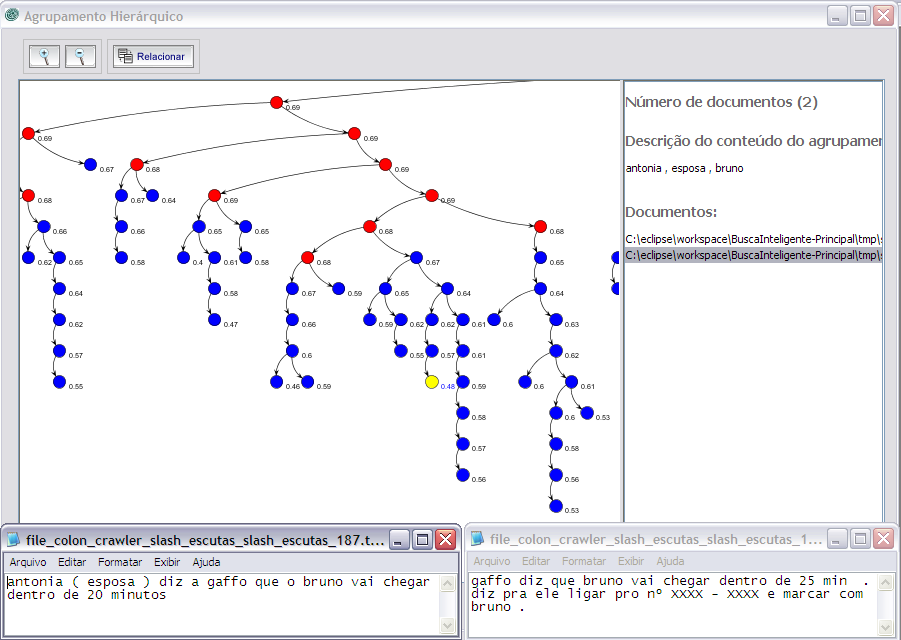 Agrupamento Hierárquico
Relacionar
Número de documentos (2)
Descrição do conteúdo do agrupamen
antonia , esposa , bruno
Documentos:
C:\eclipse\workspace\BuscaInteligente-Principal\tmp\s
C:\eclipse\workspace\BuscaInteligente-Principal\tmp\s
0.69
0.69 0.69
0.67 0.68 0.69
0.68 0.67 0.64 0.69 0.69
0.66 0.66 0.65 0.65 0.68 0.68
0.62 0.65 0.58 0.4 0.61 0.58 0.68 0.67 0.65
0.64 0.58 0.67 0.59 0.65 0.64 0.64
0.62 0.47 0.66 0.59 0.62 0.62 0.61 0.6 0.63
0.57 0.6 0.55 0.57 0.61 0.62
0.55 0.46 0.59 0.48 0.59 0.6 0.61
0.58 0.6 0.53
0.57 0.58
0.56 0.56
0.53
file_colon_crawler_slash_escutas_slash_escutas_187.t...
Arquivo Editar Formatar Exibir Ajuda
antonia ( esposa ) diz a gaffo que o bruno vai chegar
dentro de 20 minutos
file_colon_crawler_slash_escutas_slash_escutas_1...
Arquivo Editar Formatar Exibir Ajuda
gaffo diz que bruno vai chegar dentro de 25 min .
diz pra ele ligar pro nº XXXX - XXXX e marcar com
bruno .